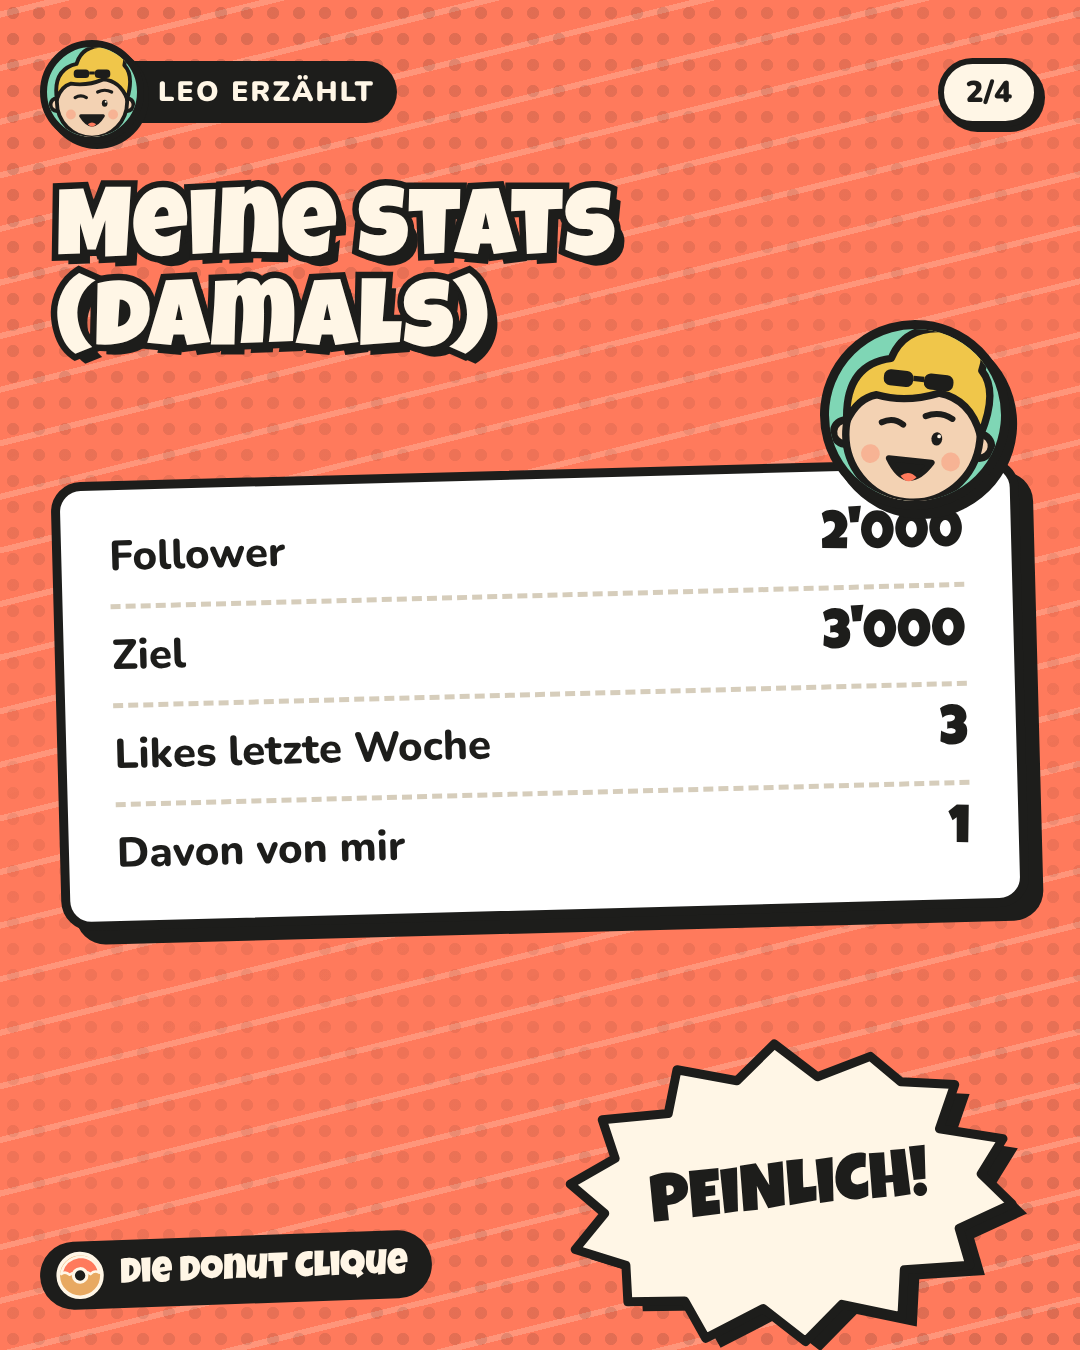 LEO ERZÄHLT
2/4
Meine Stats
(damals)
Follower 2'000
Ziel 3'000
Likes letzte Woche 3
Davon von mir 1
PEINLICH!
Die Donut Clique